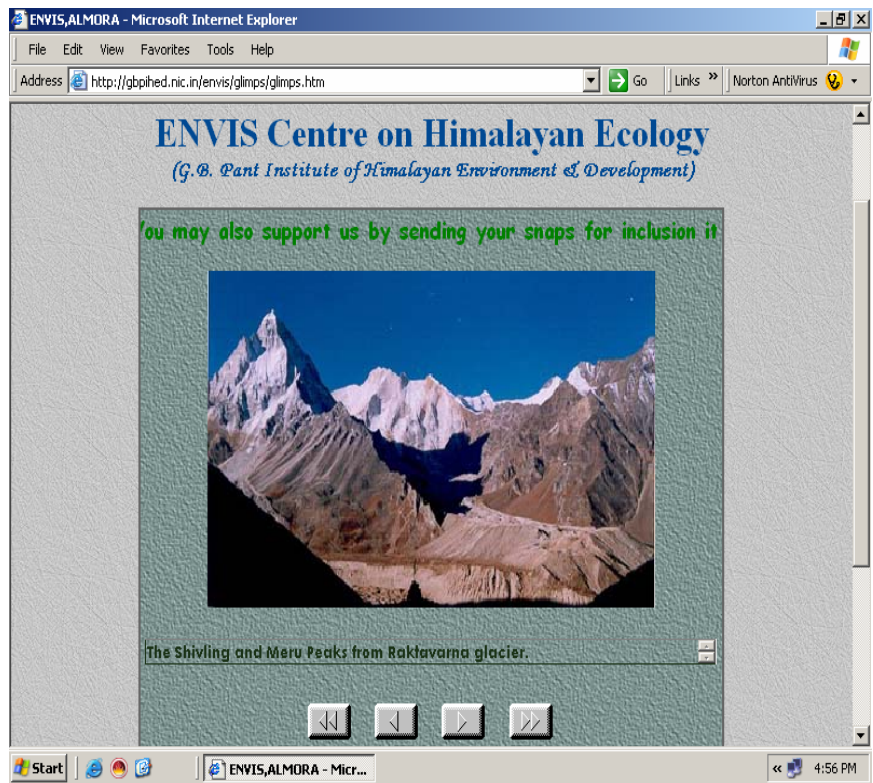 ENVIS,ALMORA - Microsoft Internet Explorer
File Edit View Favorites Tools Help
Address http://gbpihed.nic.in/envis/glimps/glimps.htm Go Links » Norton AntiVirus
ENVIS Centre on Himalayan Ecology
(G.B. Pant Institute of Himalayan Environment & Development)
You may also support us by sending your snaps for inclusion it
The Shivling and Meru Peaks from Raktavarna glacier.
Start ENVIS,ALMORA - Micr... « 4:56 PM